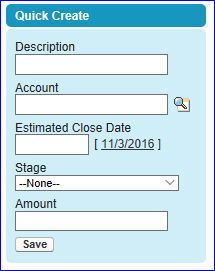 Quick Create
Description
Account
Estimated Close Date
[ 11/3/2016 ]
Stage
--None--
Amount
Save